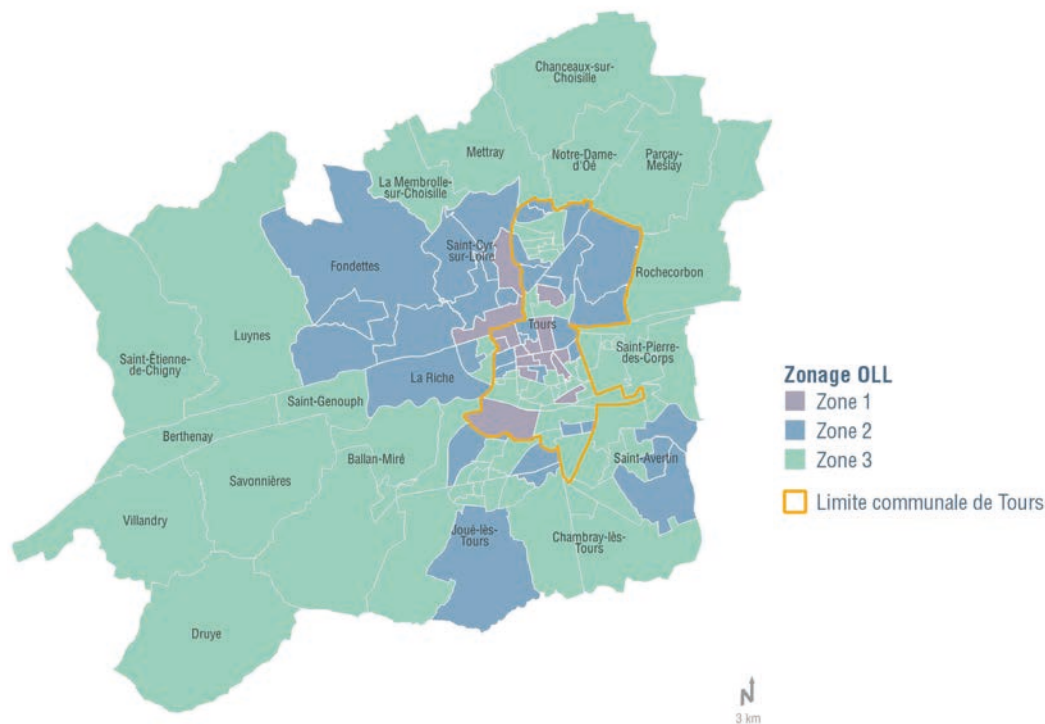 Chanceaux-sur-
Choisille
Mettray
Notre-Dame-
d'Oé
Parçay-
Meslay
La Membrolle-
sur-Choisille
Saint-Cyr-
sur-Loire
Fondettes
Rochecorbon
Luynes
Tours
Saint-Pierre-
des-Corps
Saint-Étienne-
de-Chigny
La Riche
Saint-Genouph
Berthenay
Ballan-Miré
Saint-Avertin
Savonnières
Villandry
Joué-lès-
Tours
Chambray-lès-
Tours
Druye
Zonage OLL
Zone 1
Zone 2
Zone 3
Limite communale de Tours
N
3 km